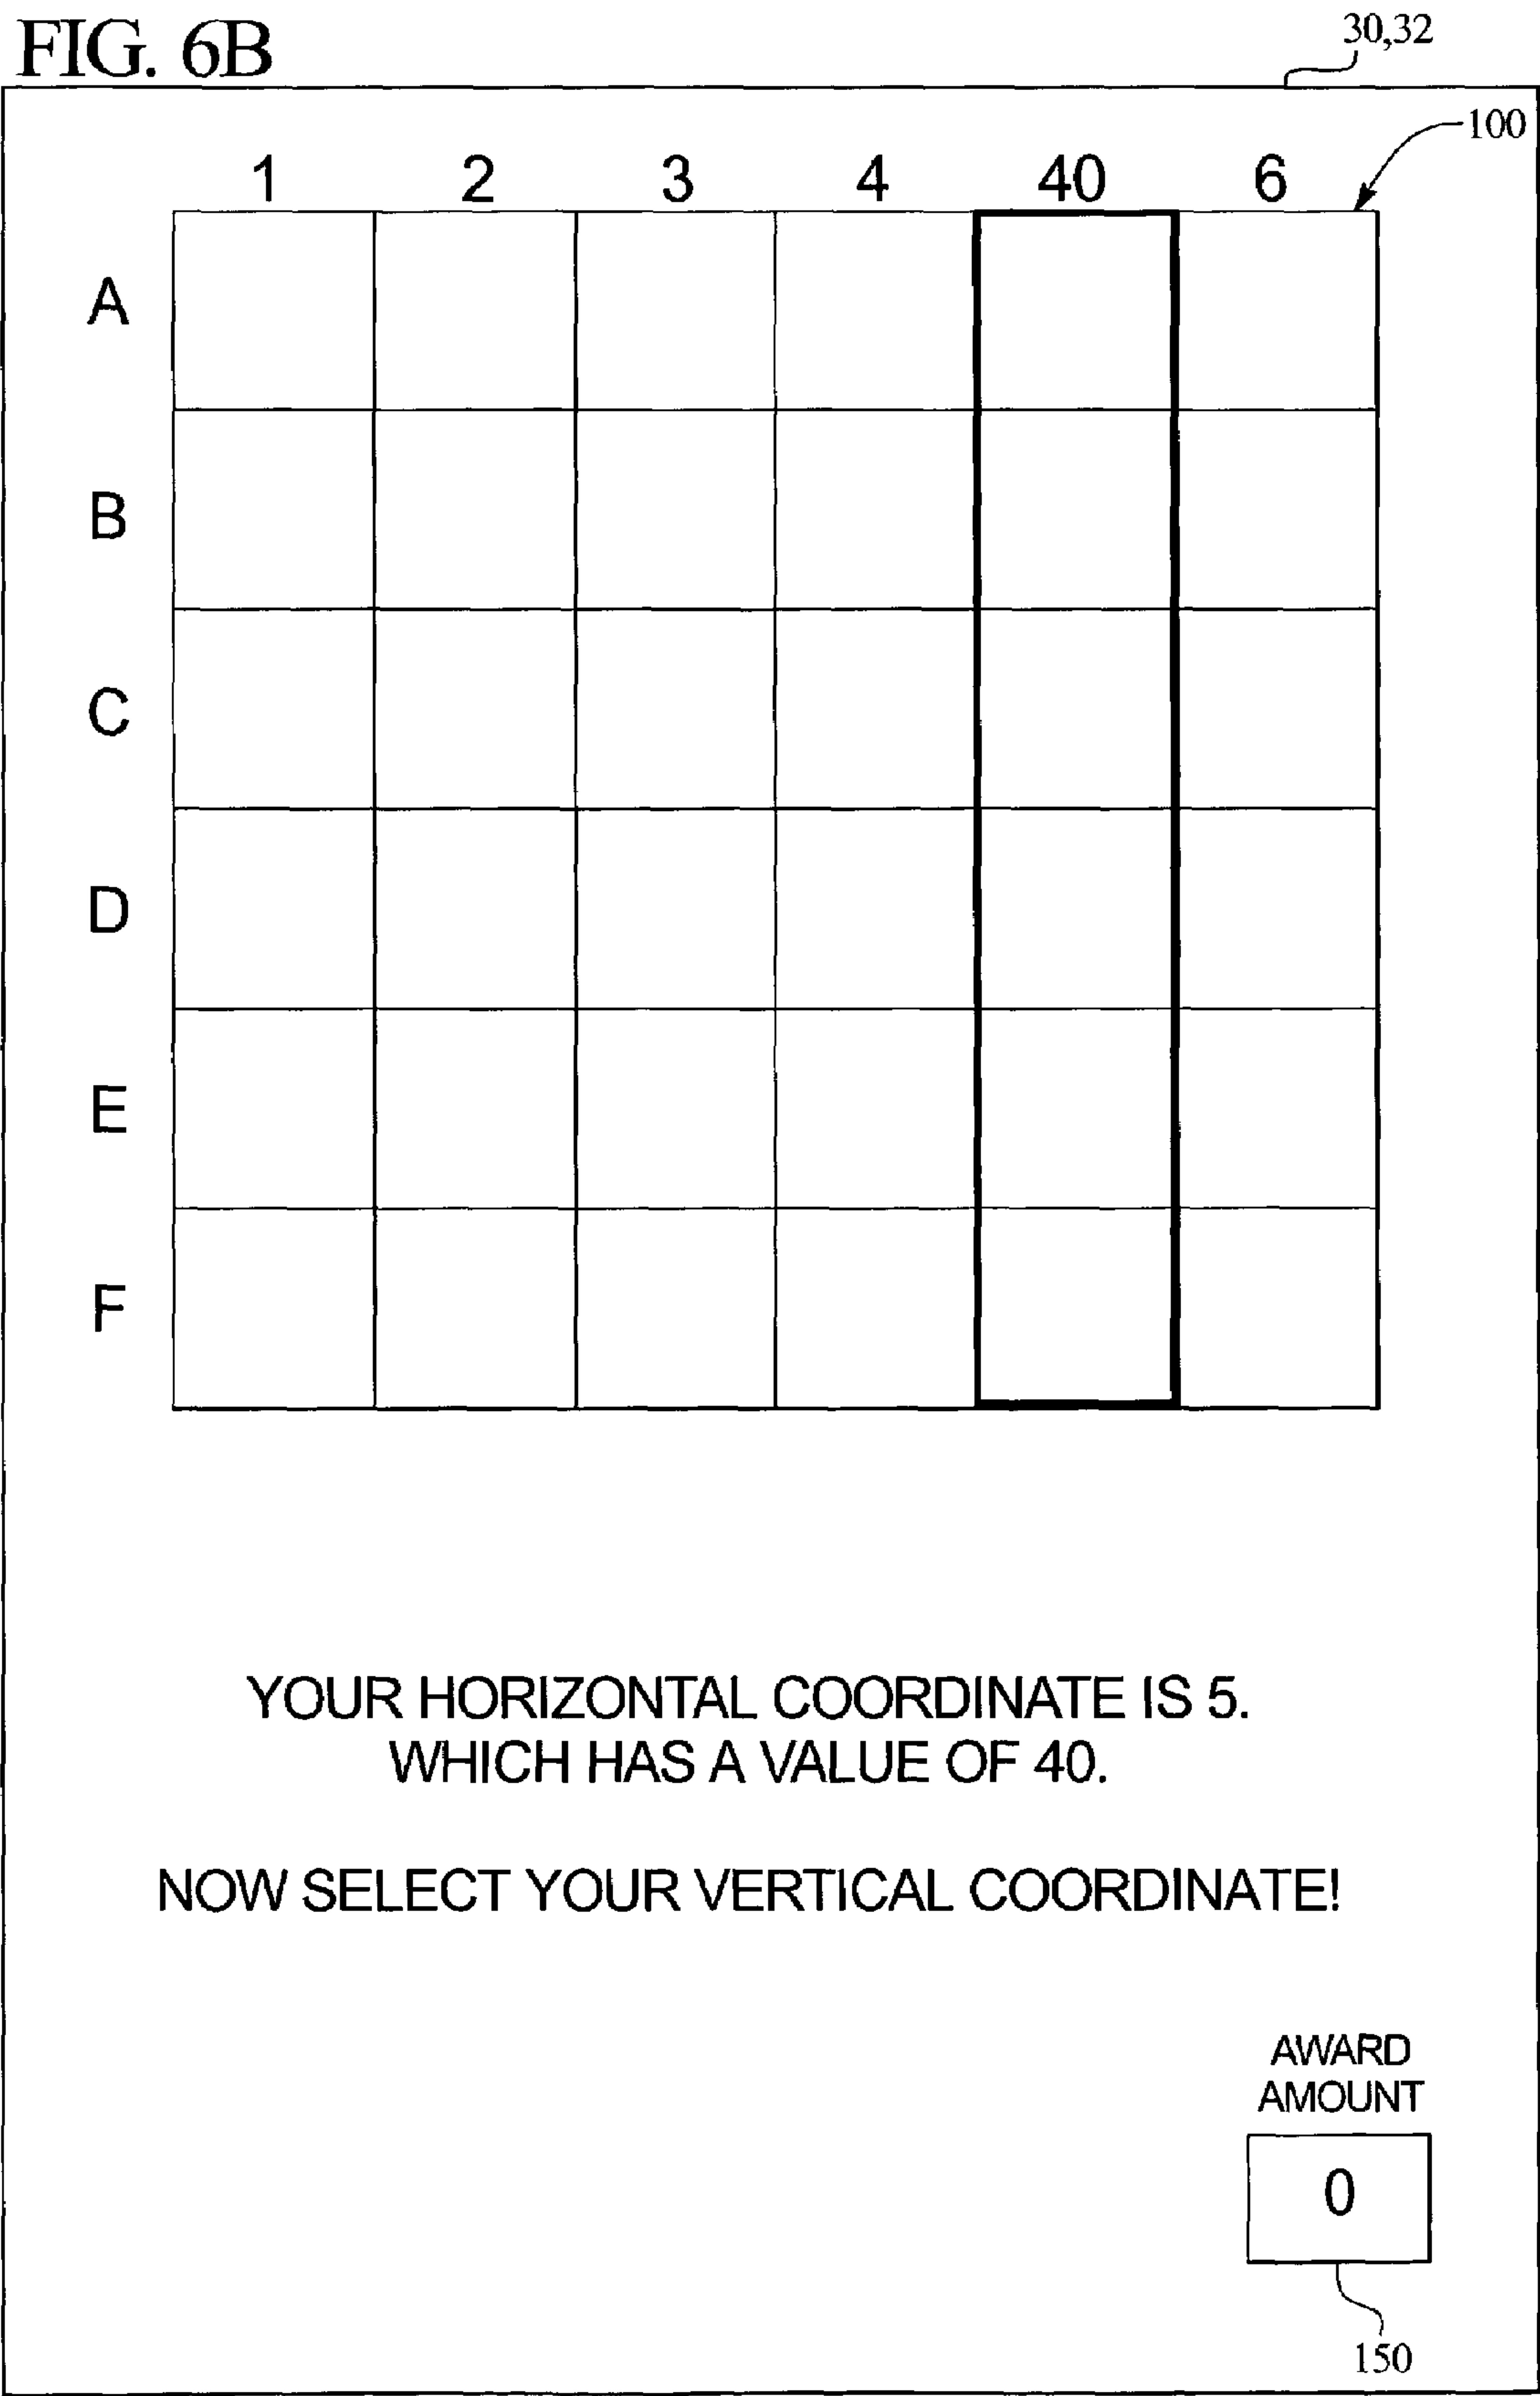 FIG. 6B
30,32
100
1 2 3 4 40 6
A
B
C
D
E
F
YOUR HORIZONTAL COORDINATE IS 5.
WHICH HAS A VALUE OF 40.
NOW SELECT YOUR VERTICAL COORDINATE!
AWARD
AMOUNT
0
150